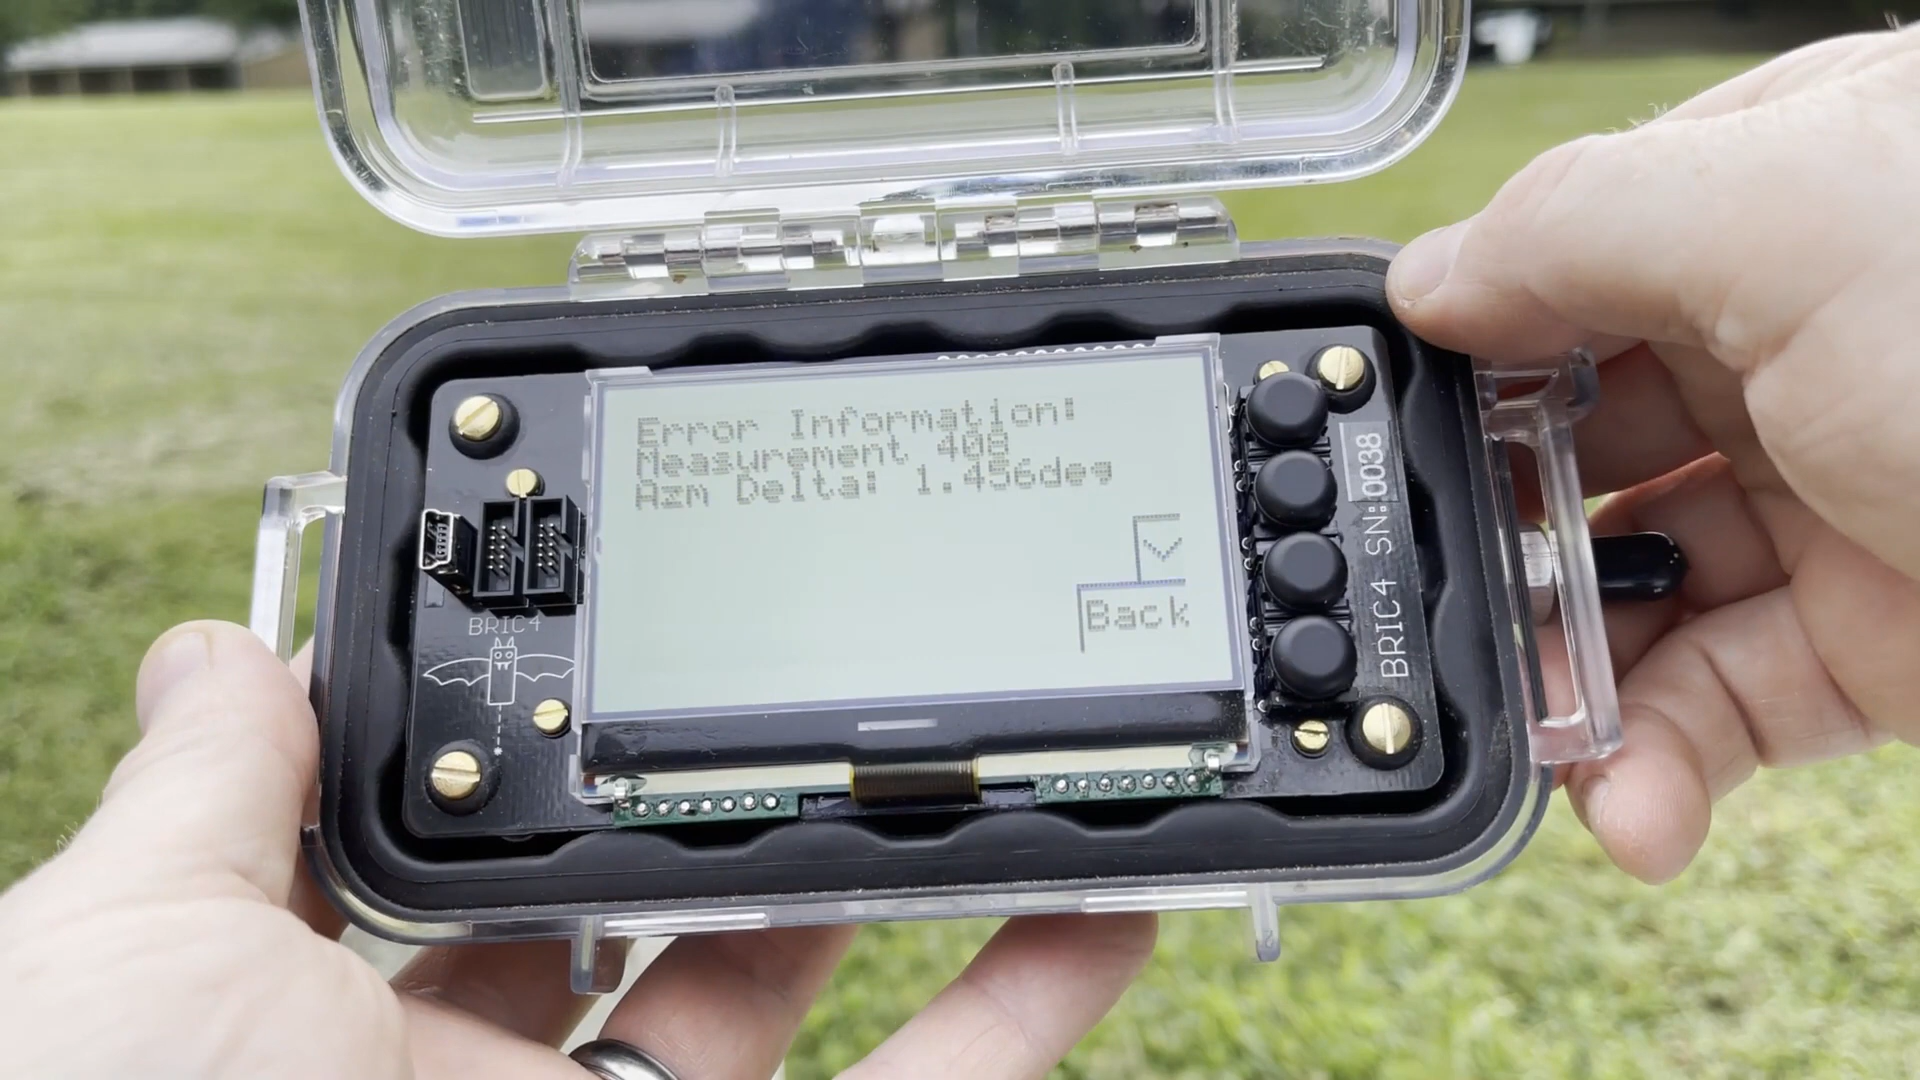 Error Information:
Measurement 408
Azm Delta: 1.456deg
Back
BRIC4
BRIC4 SN:0038